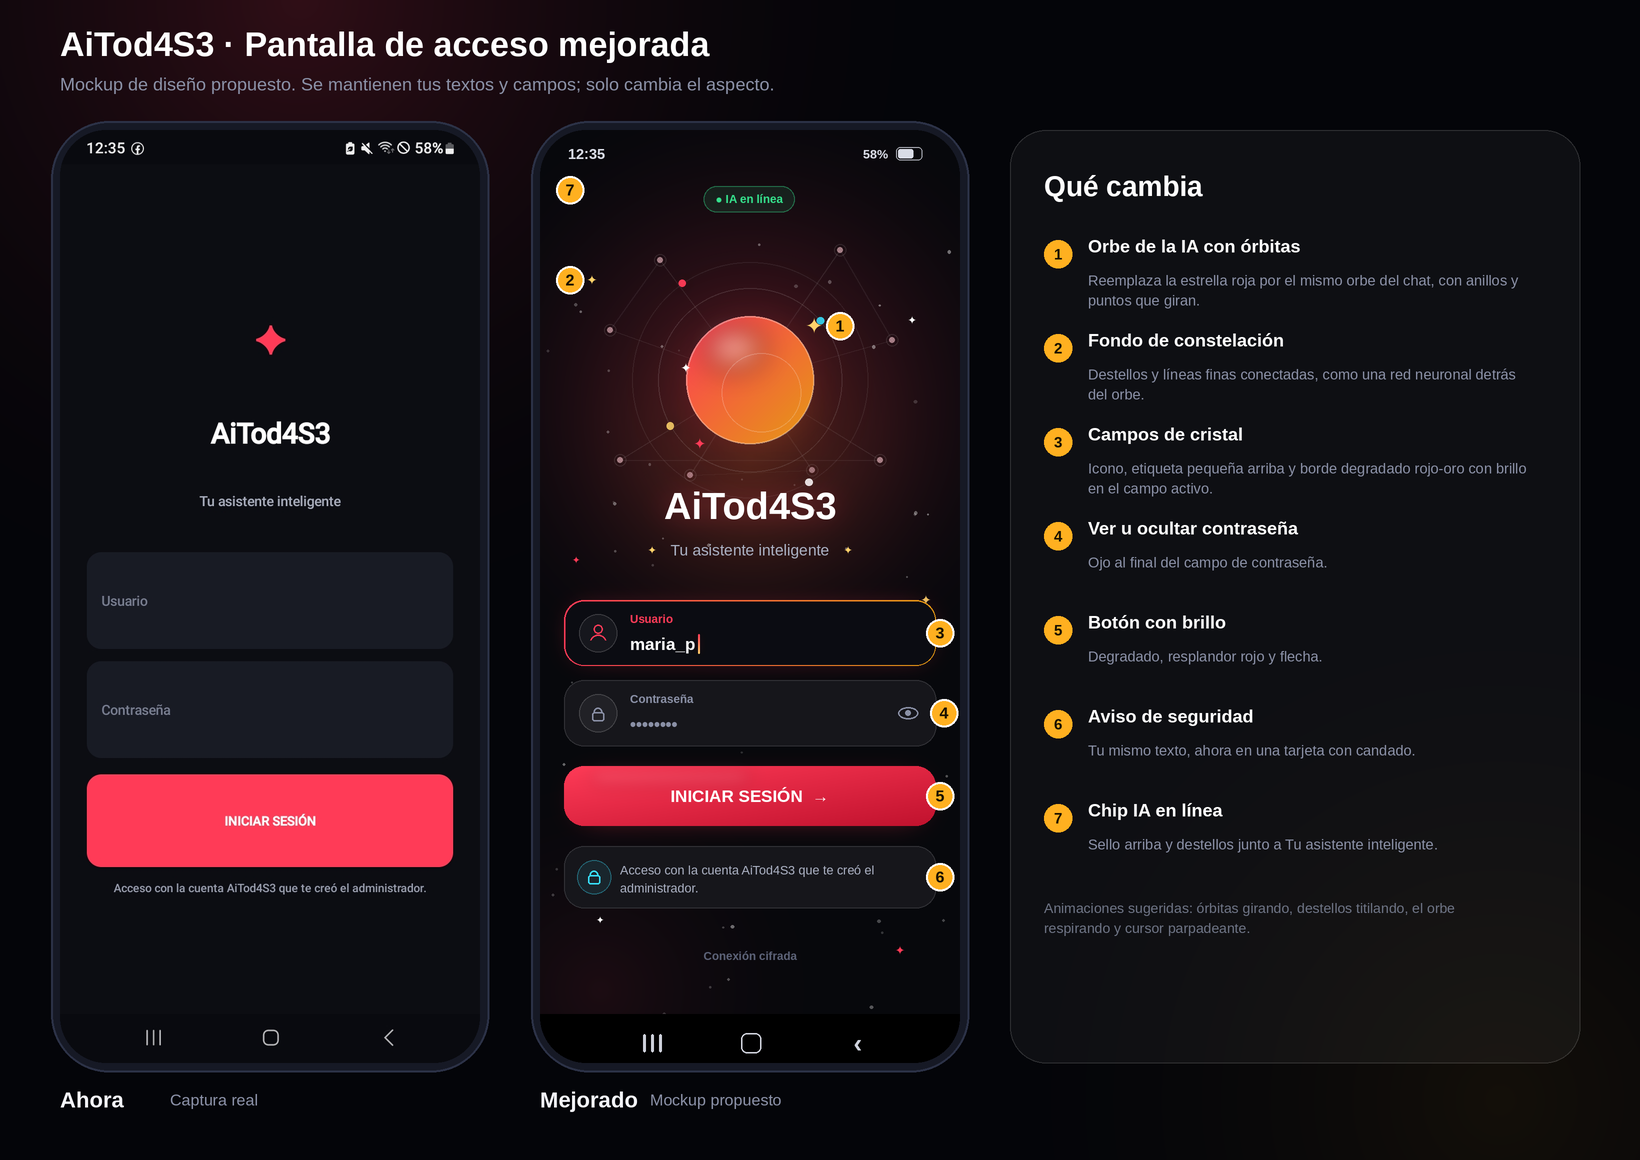 AiTod4S3 · Pantalla de acceso mejorada
Mockup de diseño propuesto. Se mantienen tus textos y campos; solo cambia el aspecto.
12:35
58%
AiTod4S3
Tu asistente inteligente
Usuario
Contraseña
INICIAR SESIÓN
Acceso con la cuenta AiTod4S3 que te creó el administrador.
Ahora
Captura real
12:35
58%
7
● IA en línea
2
1
AiTod4S3
Tu asistente inteligente
Usuario
maria_p
3
Contraseña
••••••••
4
INICIAR SESIÓN →
5
Acceso con la cuenta AiTod4S3 que te creó el
administrador.
6
Conexión cifrada
Mejorado
Mockup propuesto
Qué cambia
1
Orbe de la IA con órbitas
Reemplaza la estrella roja por el mismo orbe del chat, con anillos y
puntos que giran.
2
Fondo de constelación
Destellos y líneas finas conectadas, como una red neuronal detrás
del orbe.
3
Campos de cristal
Icono, etiqueta pequeña arriba y borde degradado rojo-oro con brillo
en el campo activo.
4
Ver u ocultar contraseña
Ojo al final del campo de contraseña.
5
Botón con brillo
Degradado, resplandor rojo y flecha.
6
Aviso de seguridad
Tu mismo texto, ahora en una tarjeta con candado.
7
Chip IA en línea
Sello arriba y destellos junto a Tu asistente inteligente.
Animaciones sugeridas: órbitas girando, destellos titilando, el orbe
respirando y cursor parpadeante.